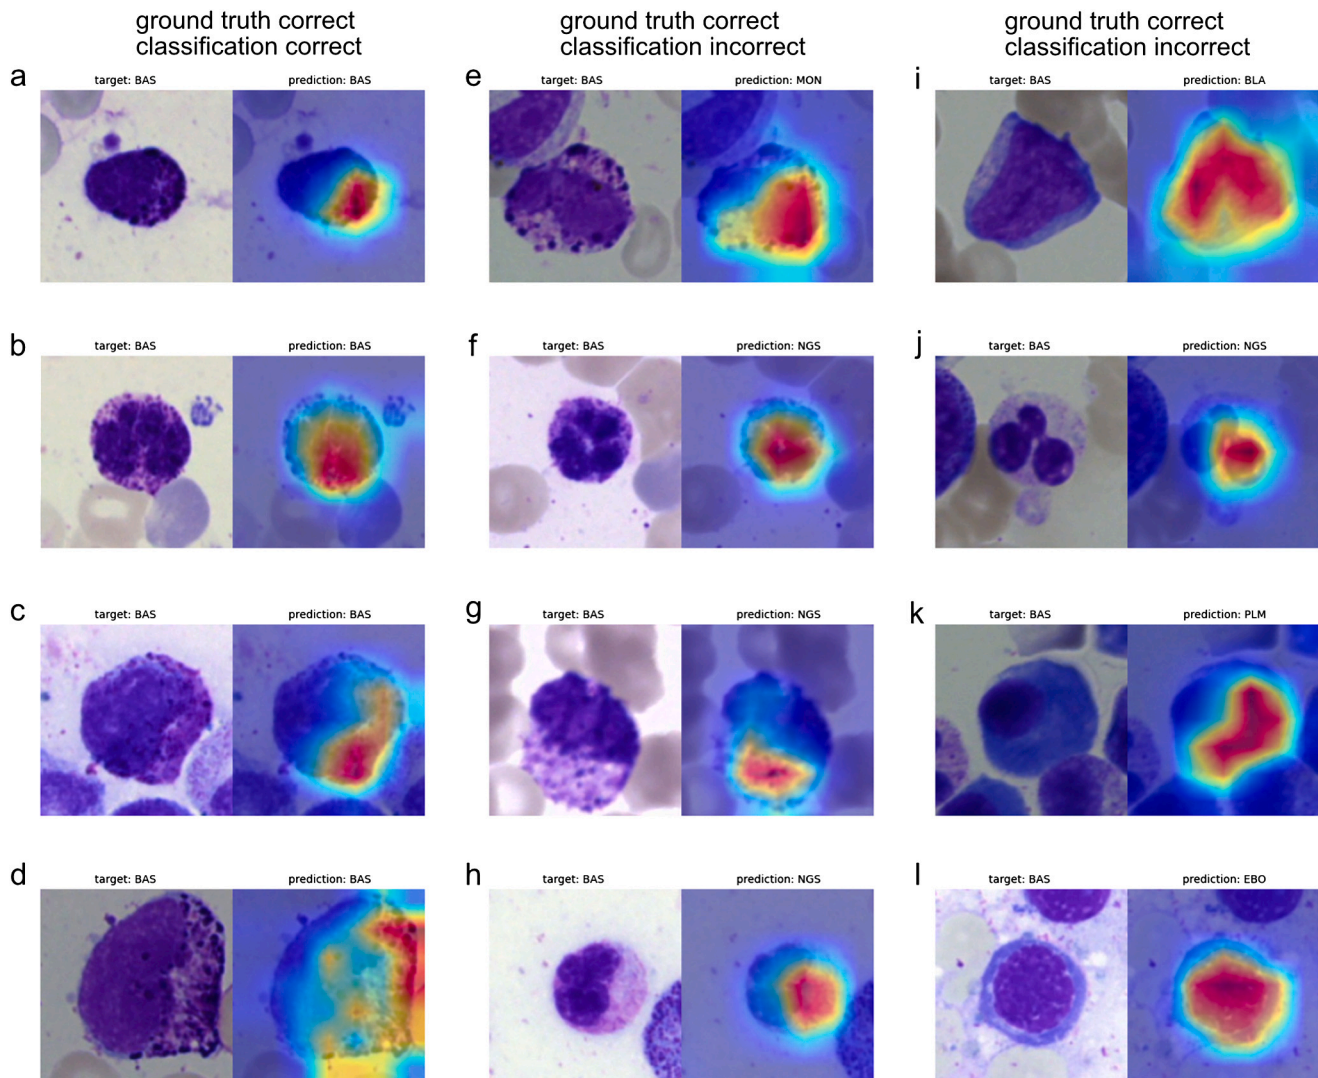 ground truth correct
classification correct
ground truth correct
classification incorrect
ground truth correct
classification incorrect
a
target: BAS
prediction: BAS
e
target: BAS
prediction: MON
i
target: BAS
prediction: BLA
b
target: BAS
prediction: BAS
f
target: BAS
prediction: NGS
j
target: BAS
prediction: NGS
c
target: BAS
prediction: BAS
g
target: BAS
prediction: NGS
k
target: BAS
prediction: PLM
d
target: BAS
prediction: BAS
h
target: BAS
prediction: NGS
l
target: BAS
prediction: EBO